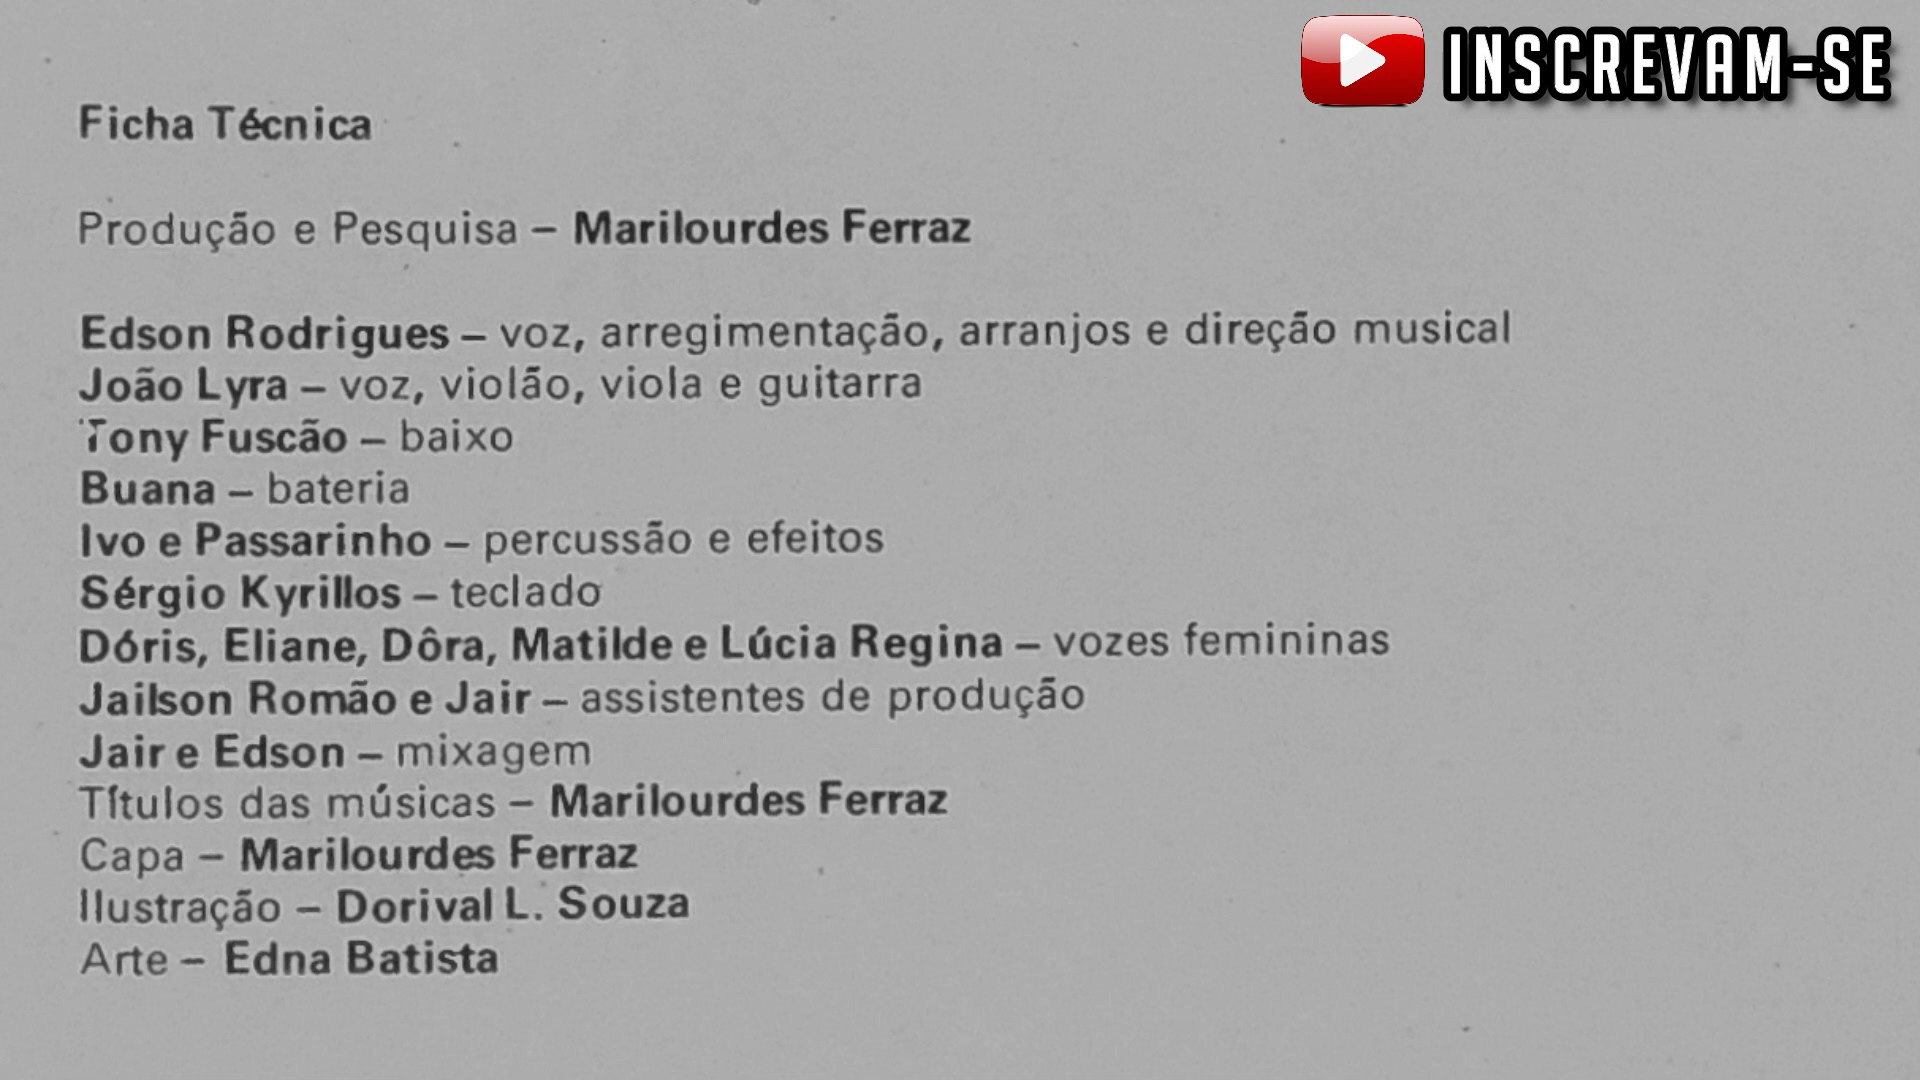 INSCREVAM-SE
Ficha Técnica
Produção e Pesquisa – Marilourdes Ferraz
Edson Rodrigues – voz, arregimentação, arranjos e direção musical
João Lyra – voz, violão, viola e guitarra
Tony Fuscão – baixo
Buana – bateria
Ivo e Passarinho – percussão e efeitos
Sérgio Kyrillos – teclado
Dóris, Eliane, Dôra, Matilde e Lúcia Regina – vozes femininas
Jailson Romão e Jair – assistentes de produção
Jair e Edson – mixagem
Títulos das músicas – Marilourdes Ferraz
Capa – Marilourdes Ferraz
Ilustração – Dorival L. Souza
Arte – Edna Batista